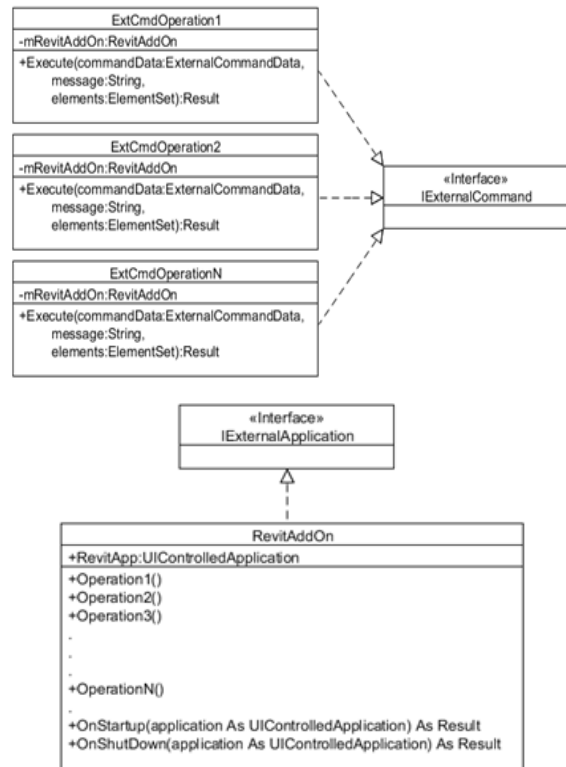 ExtCmdOperation1
-mRevitAddOn:RevitAddOn
+Execute(commandData:ExternalCommandData,
message:String,
elements:ElementSet):Result
ExtCmdOperation2
-mRevitAddOn:RevitAddOn
+Execute(commandData:ExternalCommandData,
message:String,
elements:ElementSet):Result
«Interface»
IExternalCommand
ExtCmdOperationN
-mRevitAddOn:RevitAddOn
+Execute(commandData:ExternalCommandData,
message:String,
elements:ElementSet):Result
«Interface»
IExternalApplication
RevitAddOn
+RevitApp:UIControlledApplication
+Operation1()
+Operation2()
+Operation3()
.
.
.
+OperationN()
.
+OnStartup(application As UIControlledApplication) As Result
+OnShutDown(application As UIControlledApplication) As Result